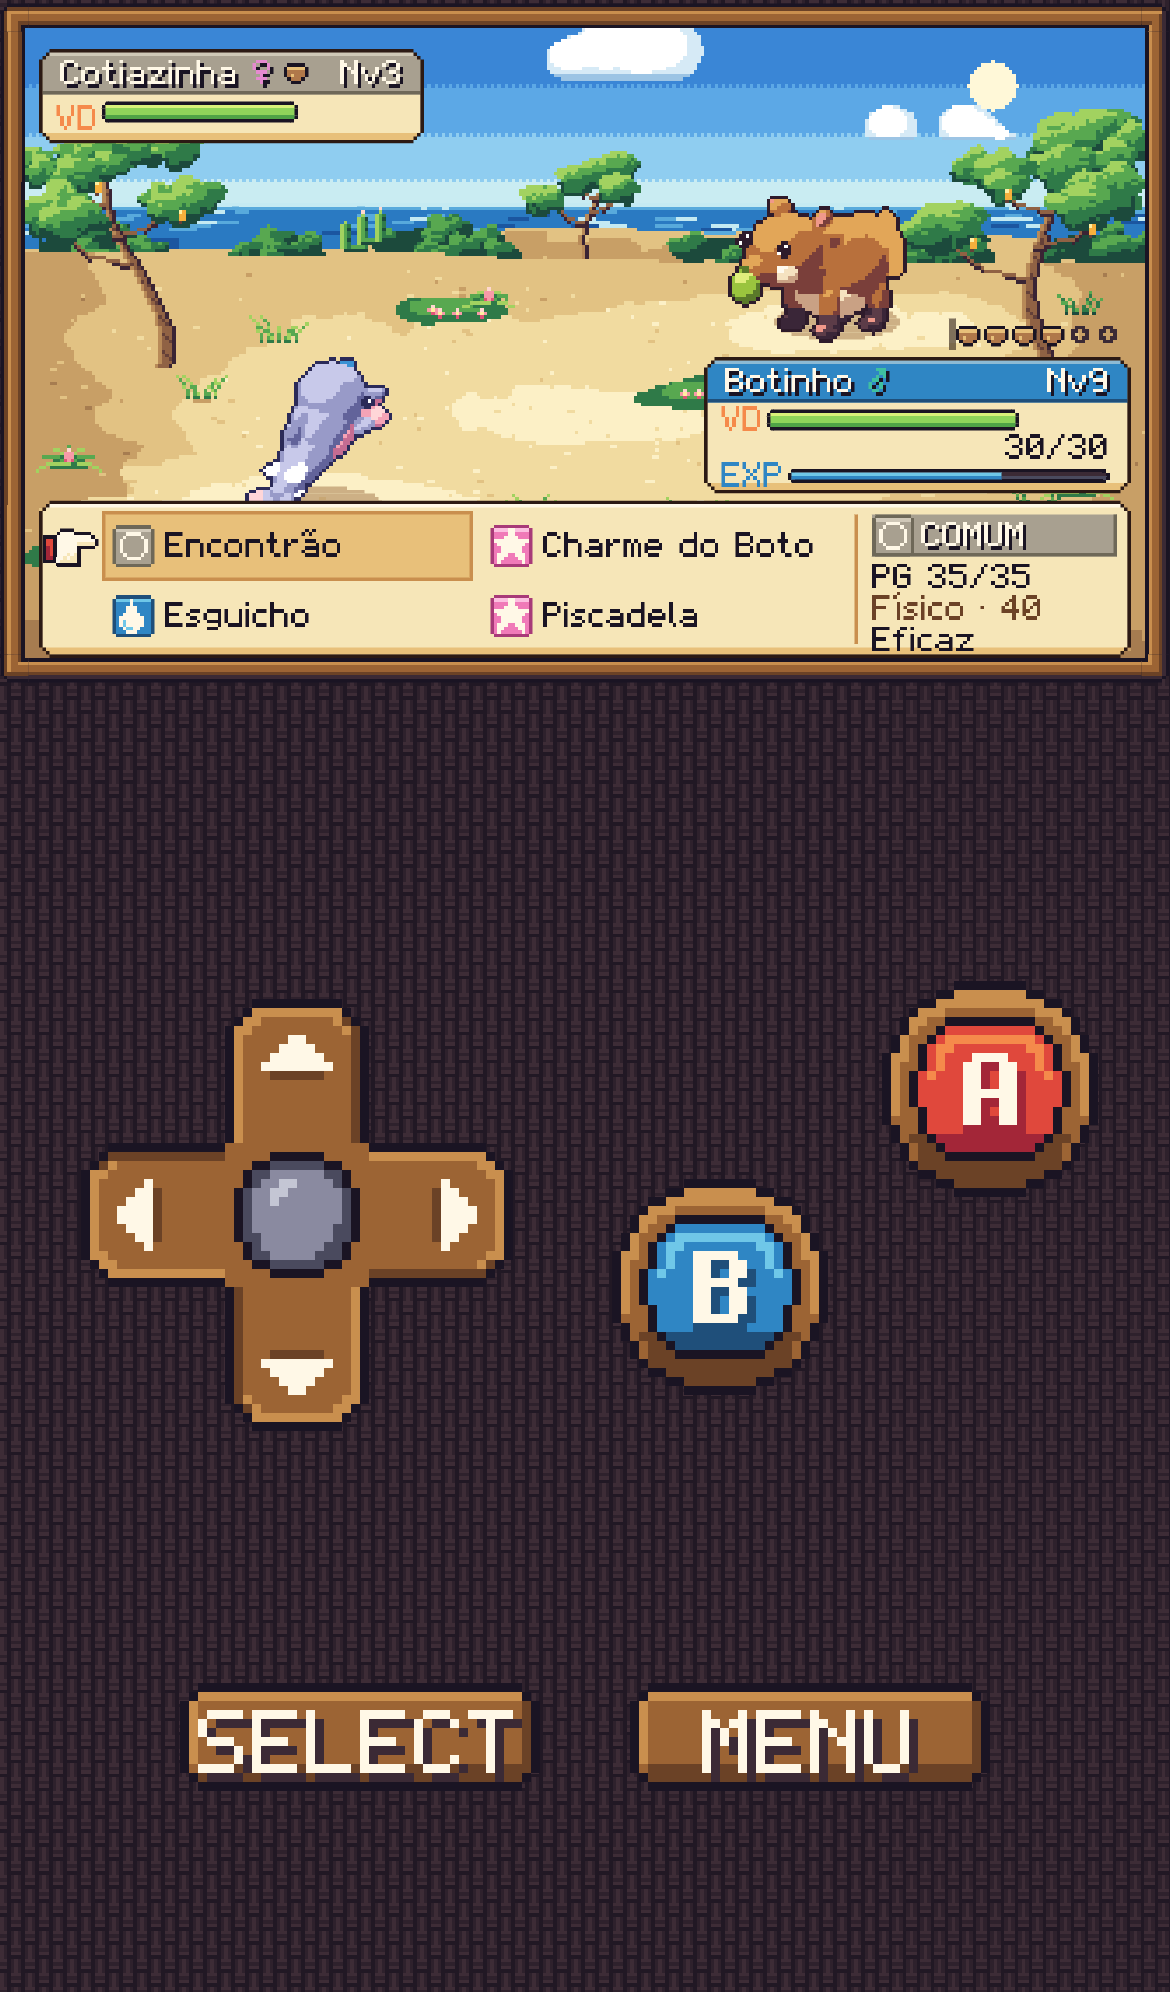 Cotiazinha ♀ Nv3
VD
Botinho ♂ Nv9
VD
30/30
EXP
Encontrão
Charme do Boto
Esguicho
Piscadela
COMUM
PG 35/35
Físico · 40
Eficaz
A
B
SELECT
MENU